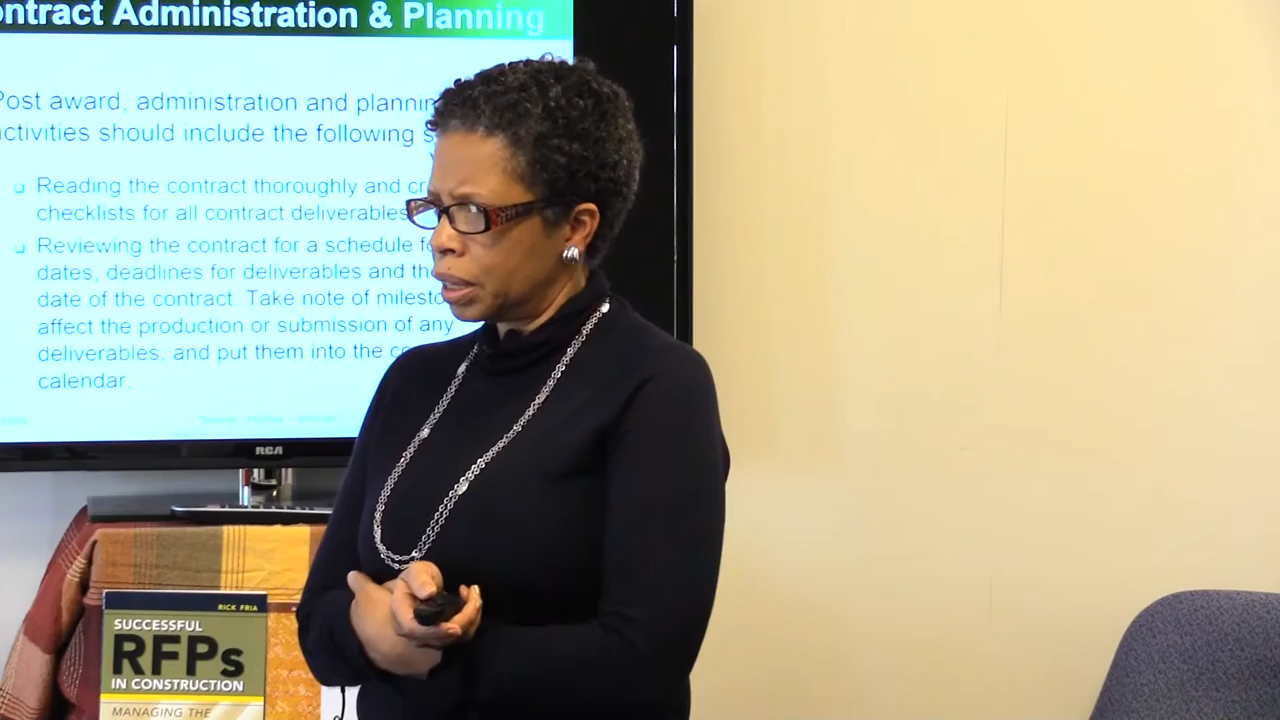 ontract Administration & Planning
Post award, administration and plannin
activities should include the following s
Reading the contract thoroughly and cr
checklists for all contract deliverables
Reviewing the contract for a schedule fo
dates, deadlines for deliverables and the
date of the contract. Take note of milesto
affect the production or submission of any
deliverables, and put them into the co
calendar.
RCA
RICK FRIA
SUCCESSFUL
RFPs
IN CONSTRUCTION
MANAGING THE